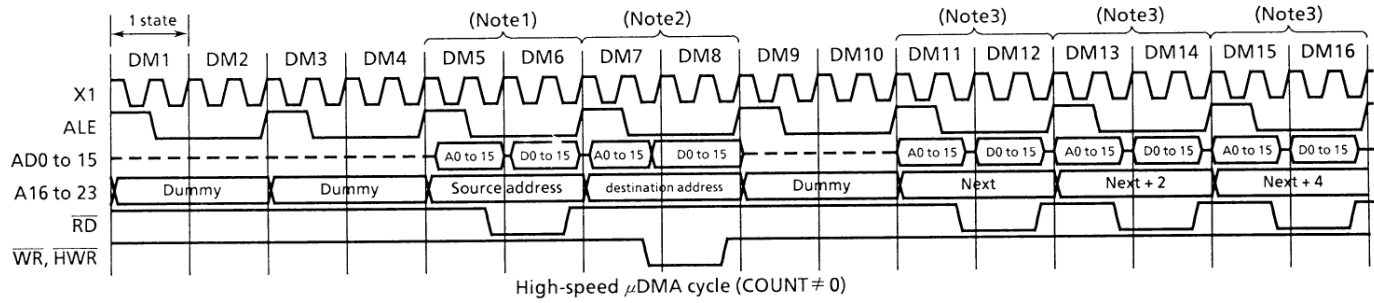 1 state (Note1) (Note2) (Note3) (Note3) (Note3)
DM1 DM2 DM3 DM4 DM5 DM6 DM7 DM8 DM9 DM10 DM11 DM12 DM13 DM14 DM15 DM16
X1
ALE
AD0 to 15 A0 to 15 D0 to 15 A0 to 15 D0 to 15 A0 to 15 D0 to 15 A0 to 15 D0 to 15 A0 to 15 D0 to 15
A16 to 23 Dummy Dummy Source address destination address Dummy Next Next + 2 Next + 4
RD
WR, HWR
High-speed μDMA cycle (COUNT ≠ 0)